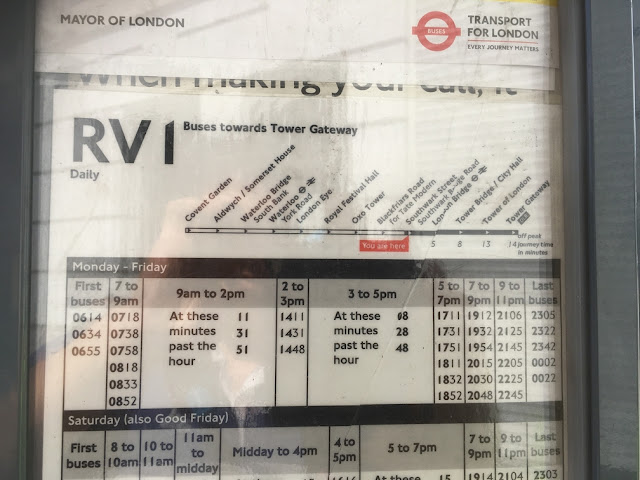 MAYOR OF LONDON
BUSES
TRANSPORT
FOR LONDON
EVERY JOURNEY MATTERS
When making your call, it
RV1
Buses towards Tower Gateway
Daily
Covent Garden
Aldwych / Somerset House
Waterloo Bridge
South Bank
Waterloo
York Road
London Eye
Royal Festival Hall
Oxo Tower
Blackfriars Road
for Tate Modern
Southwark Street
Southwark Bridge Road
London Bridge
Tower Bridge / City Hall
Tower of London
Tower Gateway
You are here
5 8 13 14
off peak
journey time
in minutes
Monday - Friday
First 7 to 9am to 2pm 2 to 3 to 5pm 5 to 7 to 9 to Last
buses 9am 3pm 7pm 9pm 11pm buses
0614 0718 At these 11 1411 At these 08 1711 1912 2106 2305
0634 0738 minutes 31 1431 minutes 28 1731 1932 2125 2322
0655 0758 past the 51 1448 past the 48 1751 1954 2145 2342
0818 hour hour 1811 2015 2205 0002
0833 1832 2030 2225 0022
0852 1852 2048 2245
Saturday (also Good Friday)
First 8 to 10 to 11am Midday to 4pm 4 to 5 to 7pm 7 to 9 to Last
buses 10am 11am to 5pm 9pm 11pm buses
midday
At these 15 1914 2104 2303